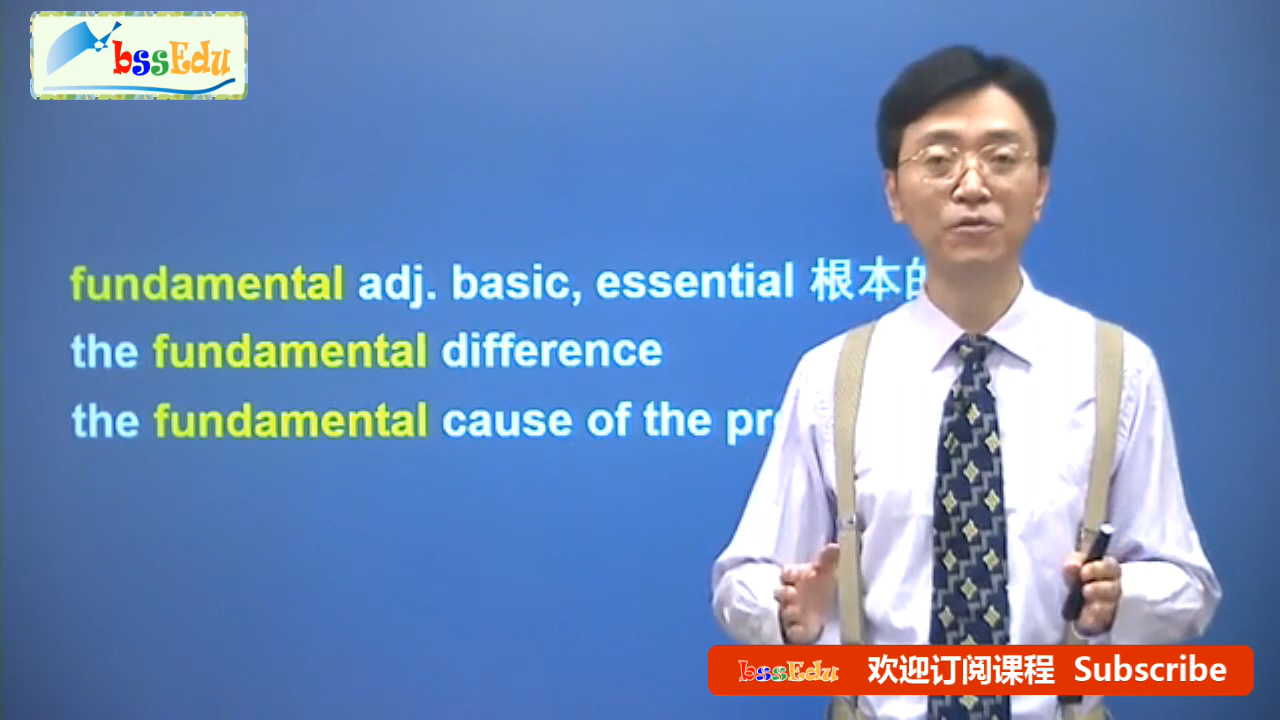 bssEdu
fundamental adj. basic, essential 根本的
the fundamental difference
the fundamental cause of the
bssEdu 欢迎订阅课程 Subscribe